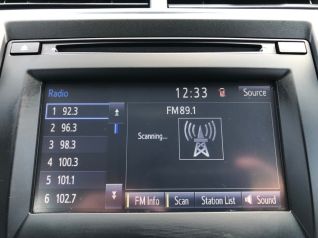 Radio 12:33 Source
FM 89.1
Scanning...
1 92.3
2 96.3
3 98.3
4 100.3
5 101.1
6 102.7
FM Info Scan Station List Sound